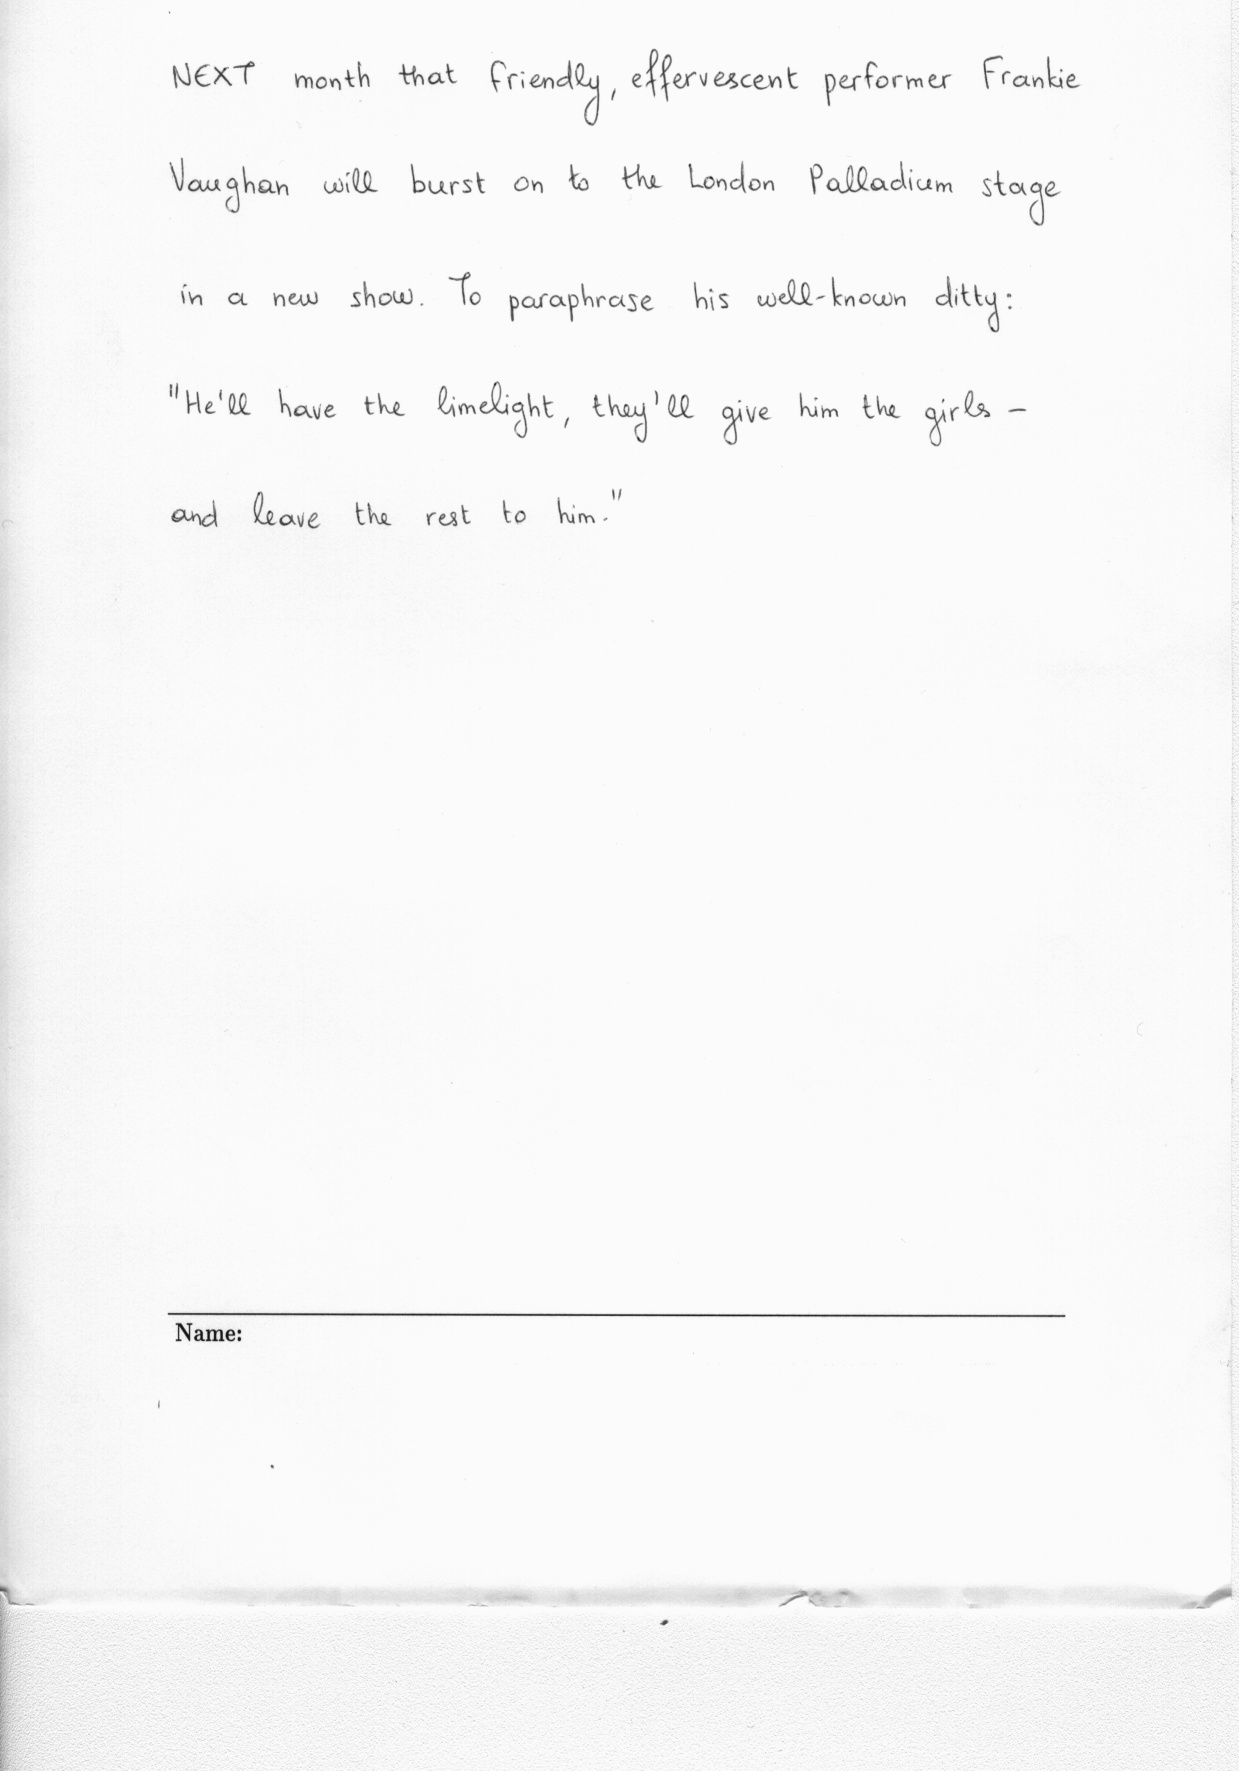 NEXT month that friendly, effervescent performer Frankie
Vaughan will burst on to the London Palladium stage
in a new show. To paraphrase his well-known ditty:
"He'll have the limelight, they'll give him the girls -
and leave the rest to him."
Name: